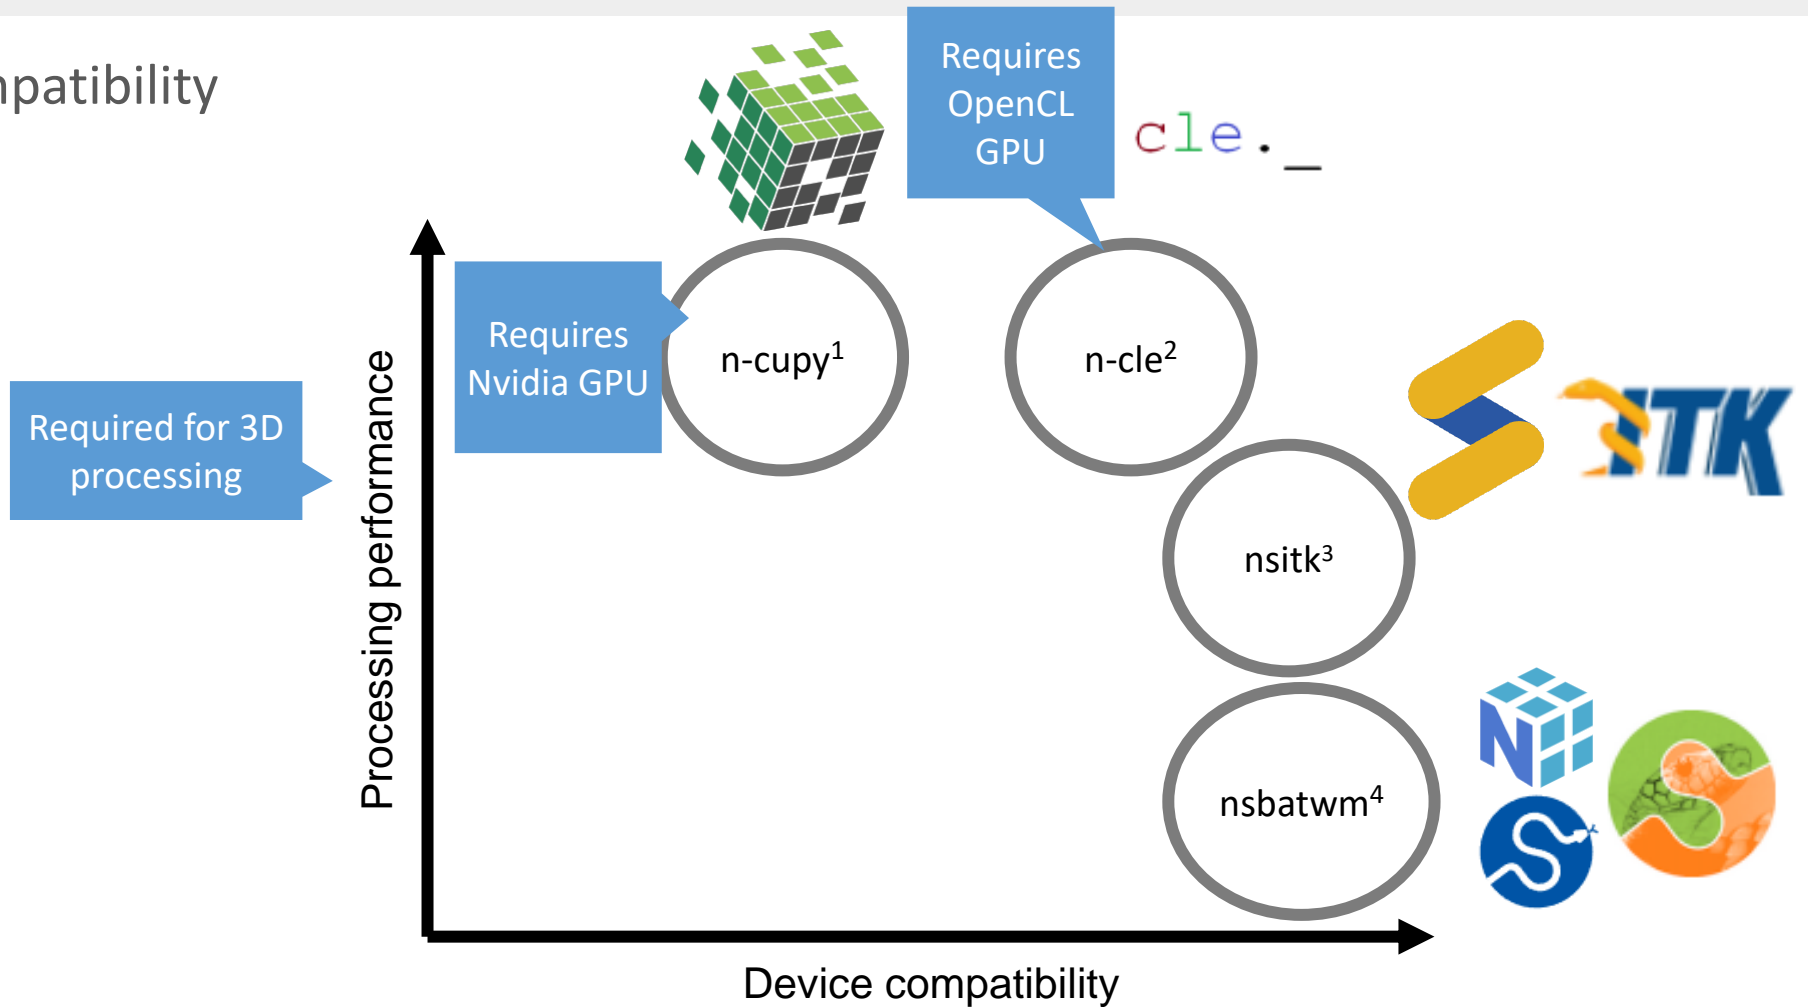 mpatibility
Requires
OpenCL
GPU
cle._
Requires
Nvidia GPU
n-cupy¹
n-cle²
Required for 3D
processing
Processing performance
ITK
nsitk³
nsbatwm⁴
N
Device compatibility